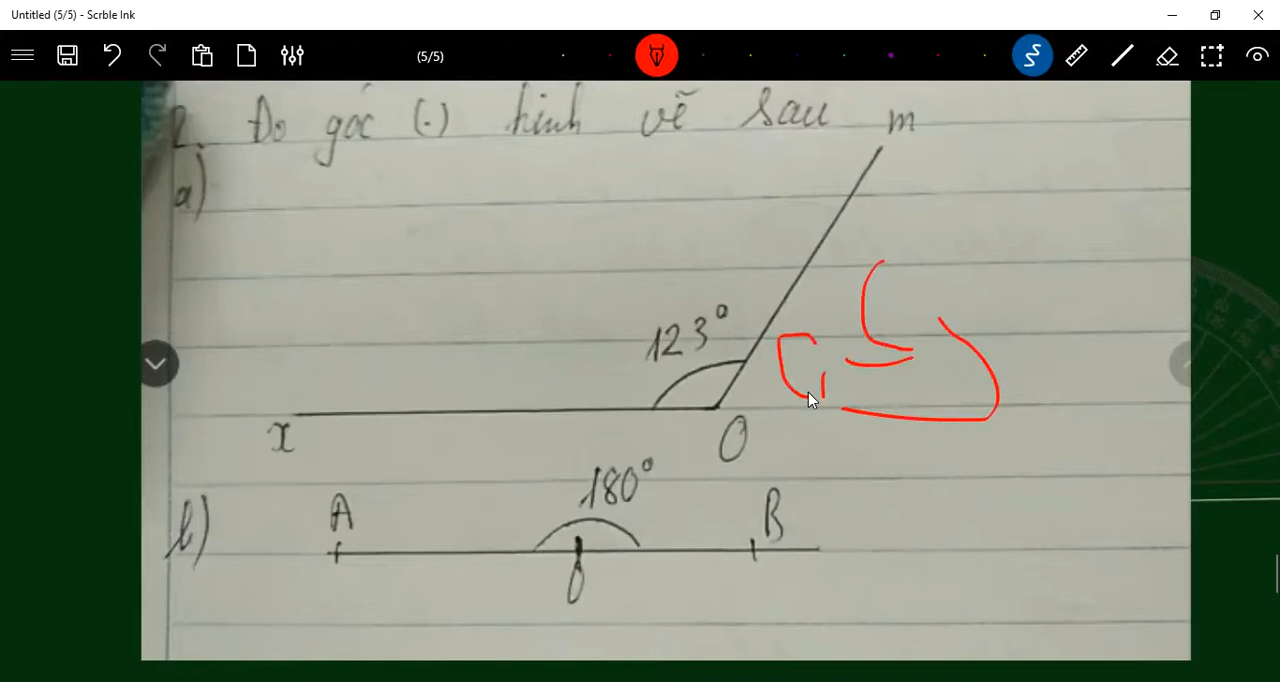 Untitled (5/5) - Scrble Ink
(5/5)
2. Đo góc (.) hình vẽ sau
m
a)
123°
x
O
180°
b)
A
B
O